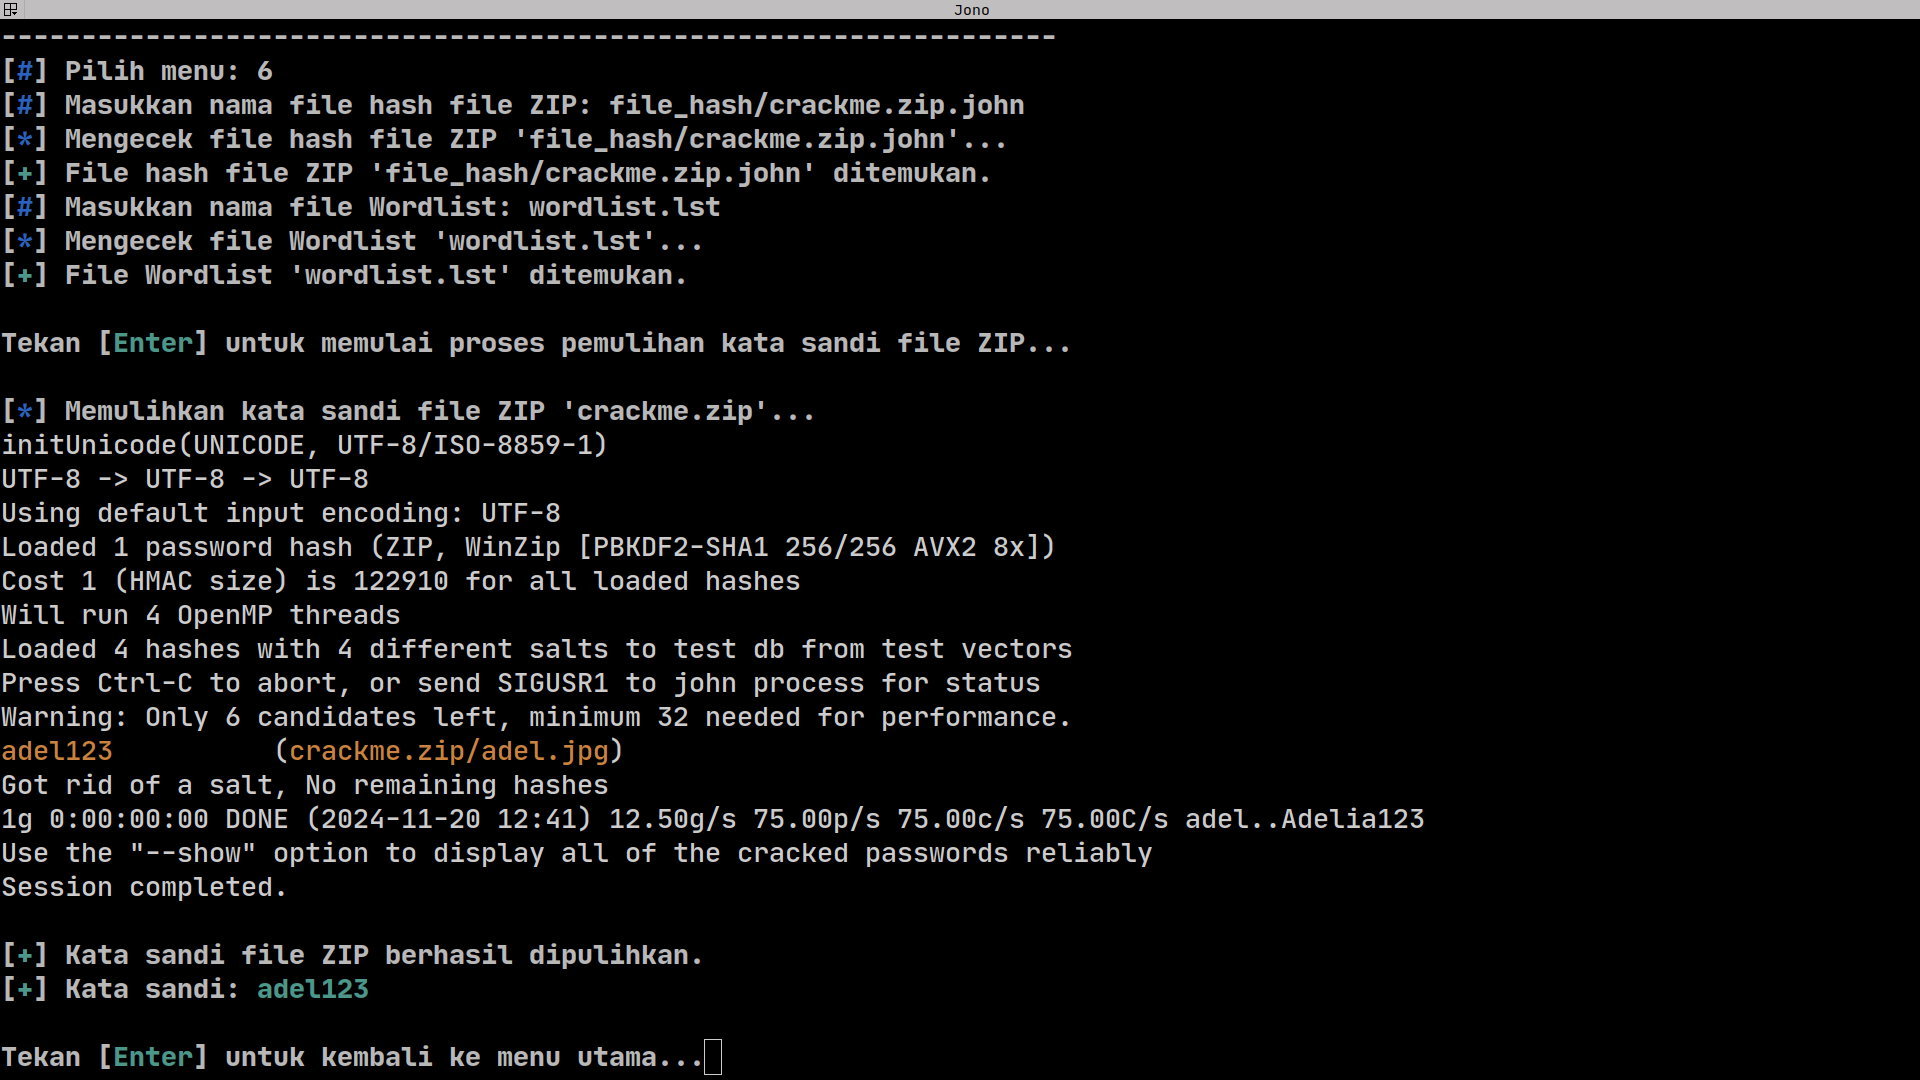 Jono
------------------------------------------------------------------
[#] Pilih menu: 6
[#] Masukkan nama file hash file ZIP: file_hash/crackme.zip.john
[*] Mengecek file hash file ZIP 'file_hash/crackme.zip.john'...
[+] File hash file ZIP 'file_hash/crackme.zip.john' ditemukan.
[#] Masukkan nama file Wordlist: wordlist.lst
[*] Mengecek file Wordlist 'wordlist.lst'...
[+] File Wordlist 'wordlist.lst' ditemukan.
Tekan [Enter] untuk memulai proses pemulihan kata sandi file ZIP...
[*] Memulihkan kata sandi file ZIP 'crackme.zip'...
initUnicode(UNICODE, UTF-8/ISO-8859-1)
UTF-8 -> UTF-8 -> UTF-8
Using default input encoding: UTF-8
Loaded 1 password hash (ZIP, WinZip [PBKDF2-SHA1 256/256 AVX2 8x])
Cost 1 (HMAC size) is 122910 for all loaded hashes
Will run 4 OpenMP threads
Loaded 4 hashes with 4 different salts to test db from test vectors
Press Ctrl-C to abort, or send SIGUSR1 to john process for status
Warning: Only 6 candidates left, minimum 32 needed for performance.
adel123          (crackme.zip/adel.jpg)
Got rid of a salt, No remaining hashes
1g 0:00:00:00 DONE (2024-11-20 12:41) 12.50g/s 75.00p/s 75.00c/s 75.00C/s adel..Adelia123
Use the "--show" option to display all of the cracked passwords reliably
Session completed.
[+] Kata sandi file ZIP berhasil dipulihkan.
[+] Kata sandi: adel123
Tekan [Enter] untuk kembali ke menu utama...